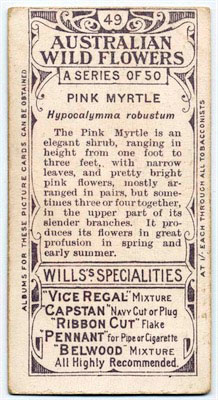 49
AUSTRALIAN
WILD FLOWERS
A SERIES OF 50
PINK MYRTLE
Hypocalymma robustum
The Pink Myrtle is an
elegant shrub, ranging in
height from one foot to
three feet, with narrow
leaves, and pretty bright
pink flowers, mostly ar-
ranged in pairs, but some-
times three or four together,
in the upper part of its
slender branches. It pro-
duces its flowers in great
profusion in spring and
early summer.
WILLS'S SPECIALITIES
"VICE REGAL" MIXTURE
"CAPSTAN" NAVY CUT or PLUG
"RIBBON CUT" Flake
"PENNANT" for Pipe or Cigarette
"BELWOOD" MIXTURE
All Highly Recommended.
ALBUMS FOR THESE PICTURE CARDS CAN BE OBTAINED
AT 1/- EACH THROUGH ALL TOBACCONISTS